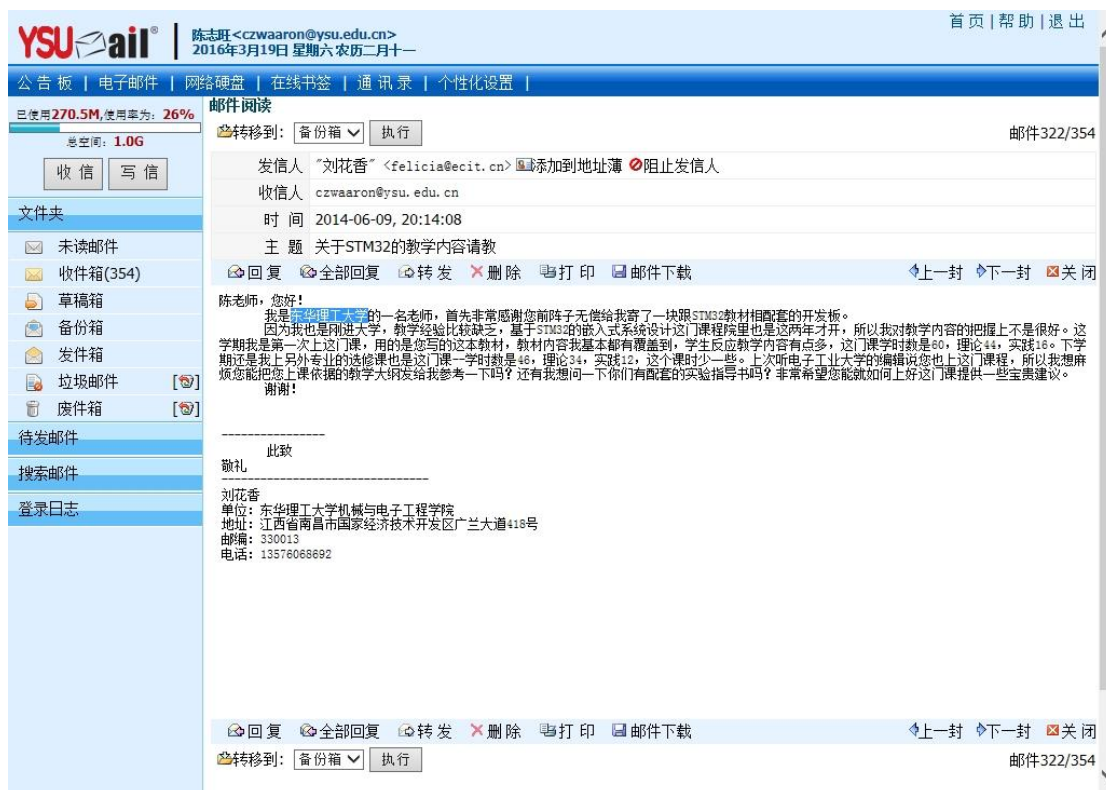 首页|帮助|退出
YSUmail® 陈志旺<czwaaron@ysu.edu.cn>
2016年3月19日 星期六 农历二月十一
公告板 | 电子邮件 | 网络硬盘 | 在线书签 | 通讯录 | 个性化设置 |
已使用270.5M,使用率为: 26%
总空间: 1.0G
收信 写信
文件夹
未读邮件
收件箱(354)
草稿箱
备份箱
发件箱
垃圾邮件 [ ]
废件箱 [ ]
待发邮件
搜索邮件
登录日志
邮件阅读
转移到: 备份箱 执行 邮件322/354
发信人 "刘花香" <felicia@ecit.cn> 添加到地址薄 阻止发信人
收信人 czwaaron@ysu.edu.cn
时 间 2014-06-09, 20:14:08
主 题 关于STM32的教学内容请教
回复 全部回复 转发 删除 打印 邮件下载 上一封 下一封 关闭
陈老师,您好!
我是东华理工大学的一名老师,首先非常感谢您前阵子无偿给我寄了一块跟STM32教材相配套的开发板。
因为我也是刚进大学,教学经验比较缺乏,基于STM32的嵌入式系统设计这门课程院里也是这两年才开,所以我对教学内容的把握上不是很好。这
学期我是第一次上这门课,用的是您写的这本教材,教材内容我基本都有覆盖到,学生反应教学内容有点多,这门课学时数是60,理论44,实践16。下学
期还是我上另外专业的选修课也是这门课--学时数是46,理论34,实践12,这个课时少一些。上次听电子工业大学的编辑说您也上这门课程,所以我想麻
烦您能把您上课依据的教学大纲发给我参考一下吗?还有我想问一下你们有配套的实验指导书吗?非常希望您能就如何上好这门课提供一些宝贵建议。
谢谢!
----------------
此致
敬礼
--------------------------------
刘花香
单位: 东华理工大学机械与电子工程学院
地址: 江西省南昌市国家经济技术开发区广兰大道418号
邮编: 330013
电话: 13576068692
回复 全部回复 转发 删除 打印 邮件下载 上一封 下一封 关闭
转移到: 备份箱 执行 邮件322/354